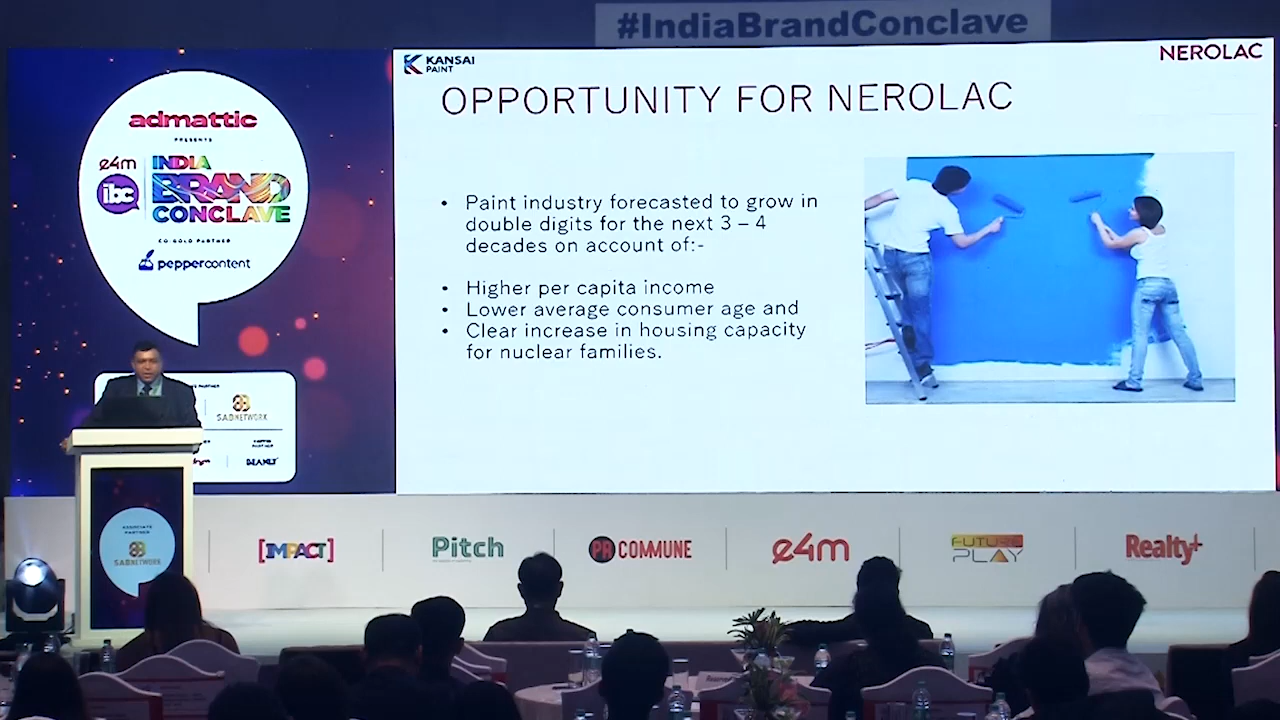 #IndiaBrandConclave
KANSAI
PAINT
NEROLAC
OPPORTUNITY FOR NEROLAC
• Paint industry forecasted to grow in
double digits for the next 3 – 4
decades on account of:-
• Higher per capita income
• Lower average consumer age and
• Clear increase in housing capacity
for nuclear families.
admattic
PRESENTS
e4m
ibc
INDIA
BRAND
CONCLAVE
CO-GOLD PARTNER
peppercontent
PARTNER
SABNETWORK
PARTNER
ASSOCIATE
PARTNER
SABNETWORK
[IMPACT]
Pitch
PR COMMUNE
e4m
FUTURE
PLAY
Realty+